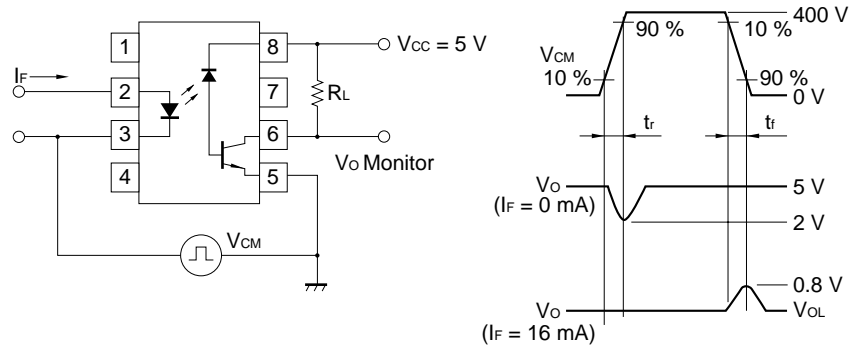 1
2
3
4
8
7
6
5
IF
VCC = 5 V
RL
VO Monitor
VCM
400 V
90 %
10 %
VCM
10 %
90 %
0 V
tr
tf
VO
(IF = 0 mA)
5 V
2 V
0.8 V
VO
(IF = 16 mA)
VOL